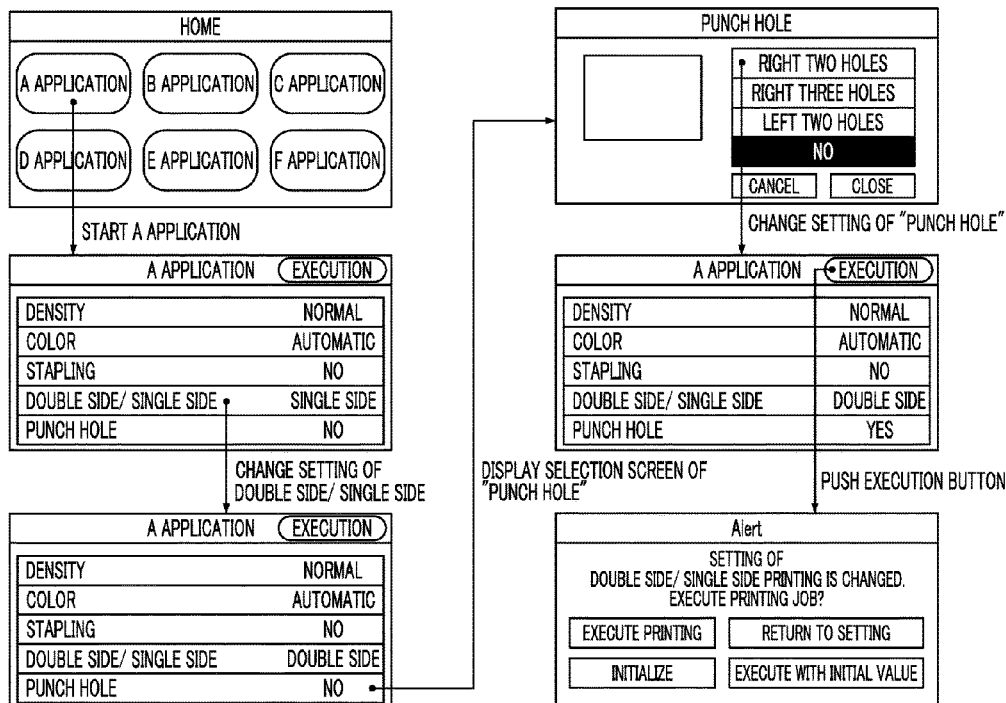 HOME
A APPLICATION
B APPLICATION
C APPLICATION
D APPLICATION
E APPLICATION
F APPLICATION
START A APPLICATION
A APPLICATION
EXECUTION
DENSITY NORMAL
COLOR AUTOMATIC
STAPLING NO
DOUBLE SIDE/ SINGLE SIDE SINGLE SIDE
PUNCH HOLE NO
CHANGE SETTING OF
DOUBLE SIDE/ SINGLE SIDE
A APPLICATION
EXECUTION
DENSITY NORMAL
COLOR AUTOMATIC
STAPLING NO
DOUBLE SIDE/ SINGLE SIDE DOUBLE SIDE
PUNCH HOLE NO
DISPLAY SELECTION SCREEN OF
"PUNCH HOLE"
PUNCH HOLE
RIGHT TWO HOLES
RIGHT THREE HOLES
LEFT TWO HOLES
NO
CANCEL
CLOSE
CHANGE SETTING OF "PUNCH HOLE"
A APPLICATION
EXECUTION
DENSITY NORMAL
COLOR AUTOMATIC
STAPLING NO
DOUBLE SIDE/ SINGLE SIDE DOUBLE SIDE
PUNCH HOLE YES
PUSH EXECUTION BUTTON
Alert
SETTING OF
DOUBLE SIDE/ SINGLE SIDE PRINTING IS CHANGED.
EXECUTE PRINTING JOB?
EXECUTE PRINTING
RETURN TO SETTING
INITIALIZE
EXECUTE WITH INITIAL VALUE